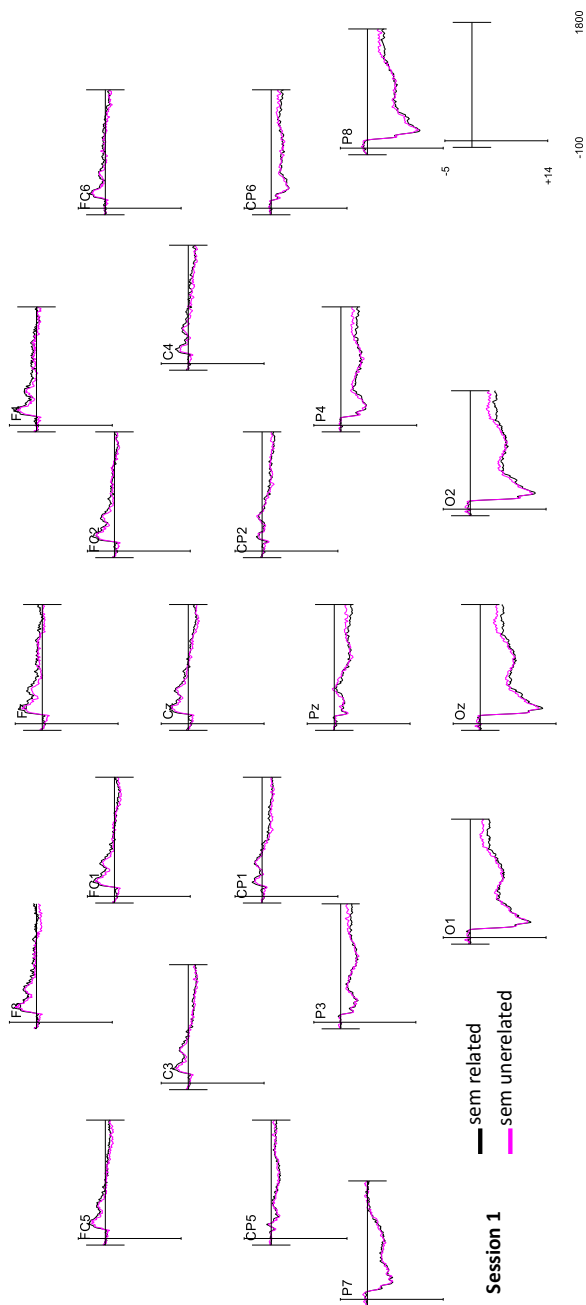 F3 Fz F4
FC5 FC1 FC2 FC6
C3 Cz C4
CP5 CP1 CP2 CP6
P7 P3 Pz P4 P8
O1 Oz O2
-5
+14
-100 1800
Session 1
sem related
sem unerelated